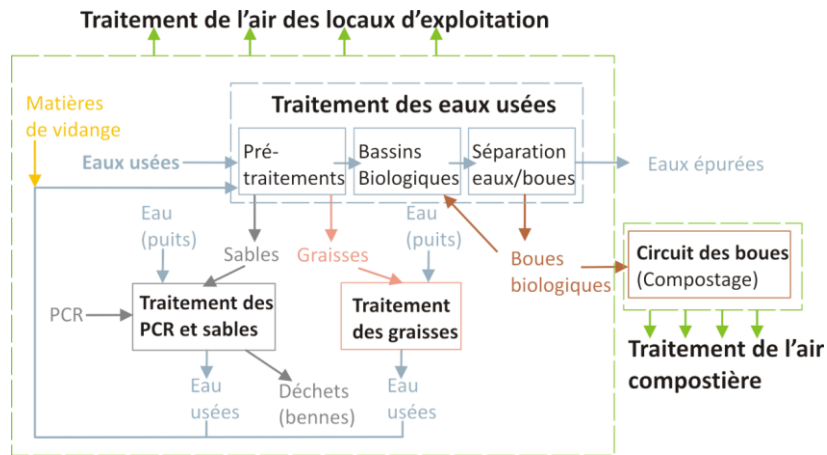 Traitement de l'air des locaux d'exploitation
Matières
de vidange
Traitement des eaux usées
Eaux usées
Pré-
traitements
Bassins
Biologiques
Séparation
eaux/boues
Eaux épurées
Eau
(puits)
Sables
Graisses
Eau
(puits)
Boues
biologiques
Circuit des boues
(Compostage)
PCR
Traitement des
PCR et sables
Traitement
des graisses
Traitement de l'air
compostière
Eau
usées
Déchets
(bennes)
Eau
usées